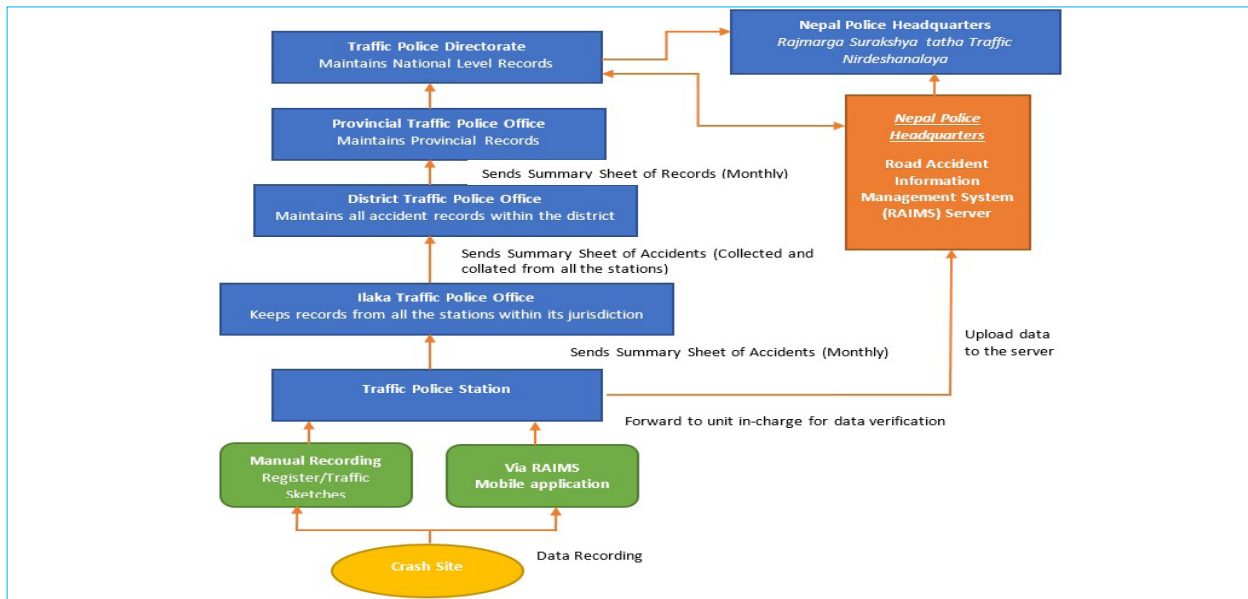 Nepal Police Headquarters
Rajmarga Surakshya tatha Traffic
Nirdeshanalaya
Traffic Police Directorate
Maintains National Level Records
Provincial Traffic Police Office
Maintains Provincial Records
Nepal Police
Headquarters
Road Accident
Information
Management System
(RAIMS) Server
Sends Summary Sheet of Records (Monthly)
District Traffic Police Office
Maintains all accident records within the district
Sends Summary Sheet of Accidents (Collected and
collated from all the stations)
Ilaka Traffic Police Office
Keeps records from all the stations within its jurisdiction
Upload data
to the server
Sends Summary Sheet of Accidents (Monthly)
Traffic Police Station
Forward to unit in-charge for data verification
Manual Recording
Register/Traffic
Sketches
Via RAIMS
Mobile application
Data Recording
Crash Site